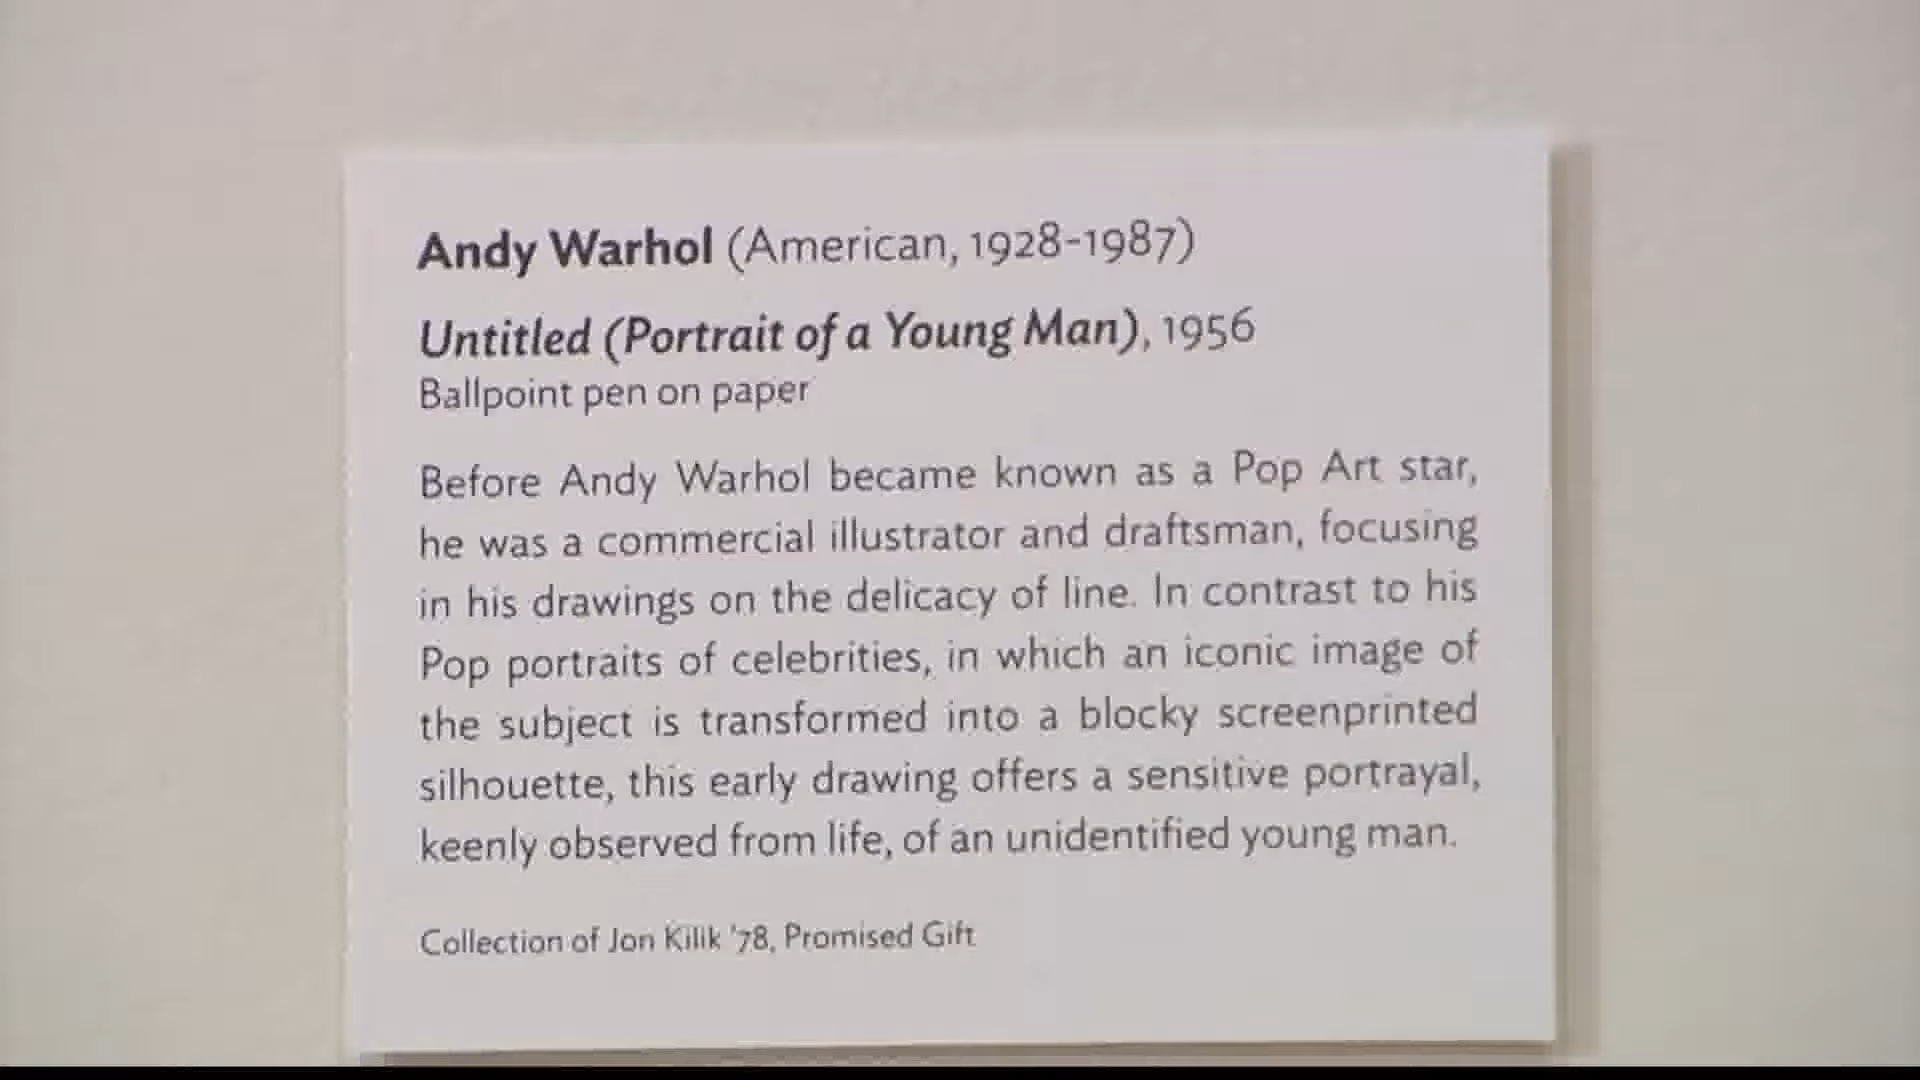 Andy Warhol (American, 1928-1987)
Untitled (Portrait of a Young Man), 1956
Ballpoint pen on paper
Before Andy Warhol became known as a Pop Art star,
he was a commercial illustrator and draftsman, focusing
in his drawings on the delicacy of line. In contrast to his
Pop portraits of celebrities, in which an iconic image of
the subject is transformed into a blocky screenprinted
silhouette, this early drawing offers a sensitive portrayal,
keenly observed from life, of an unidentified young man.
Collection of Jon Kilik '78, Promised Gift